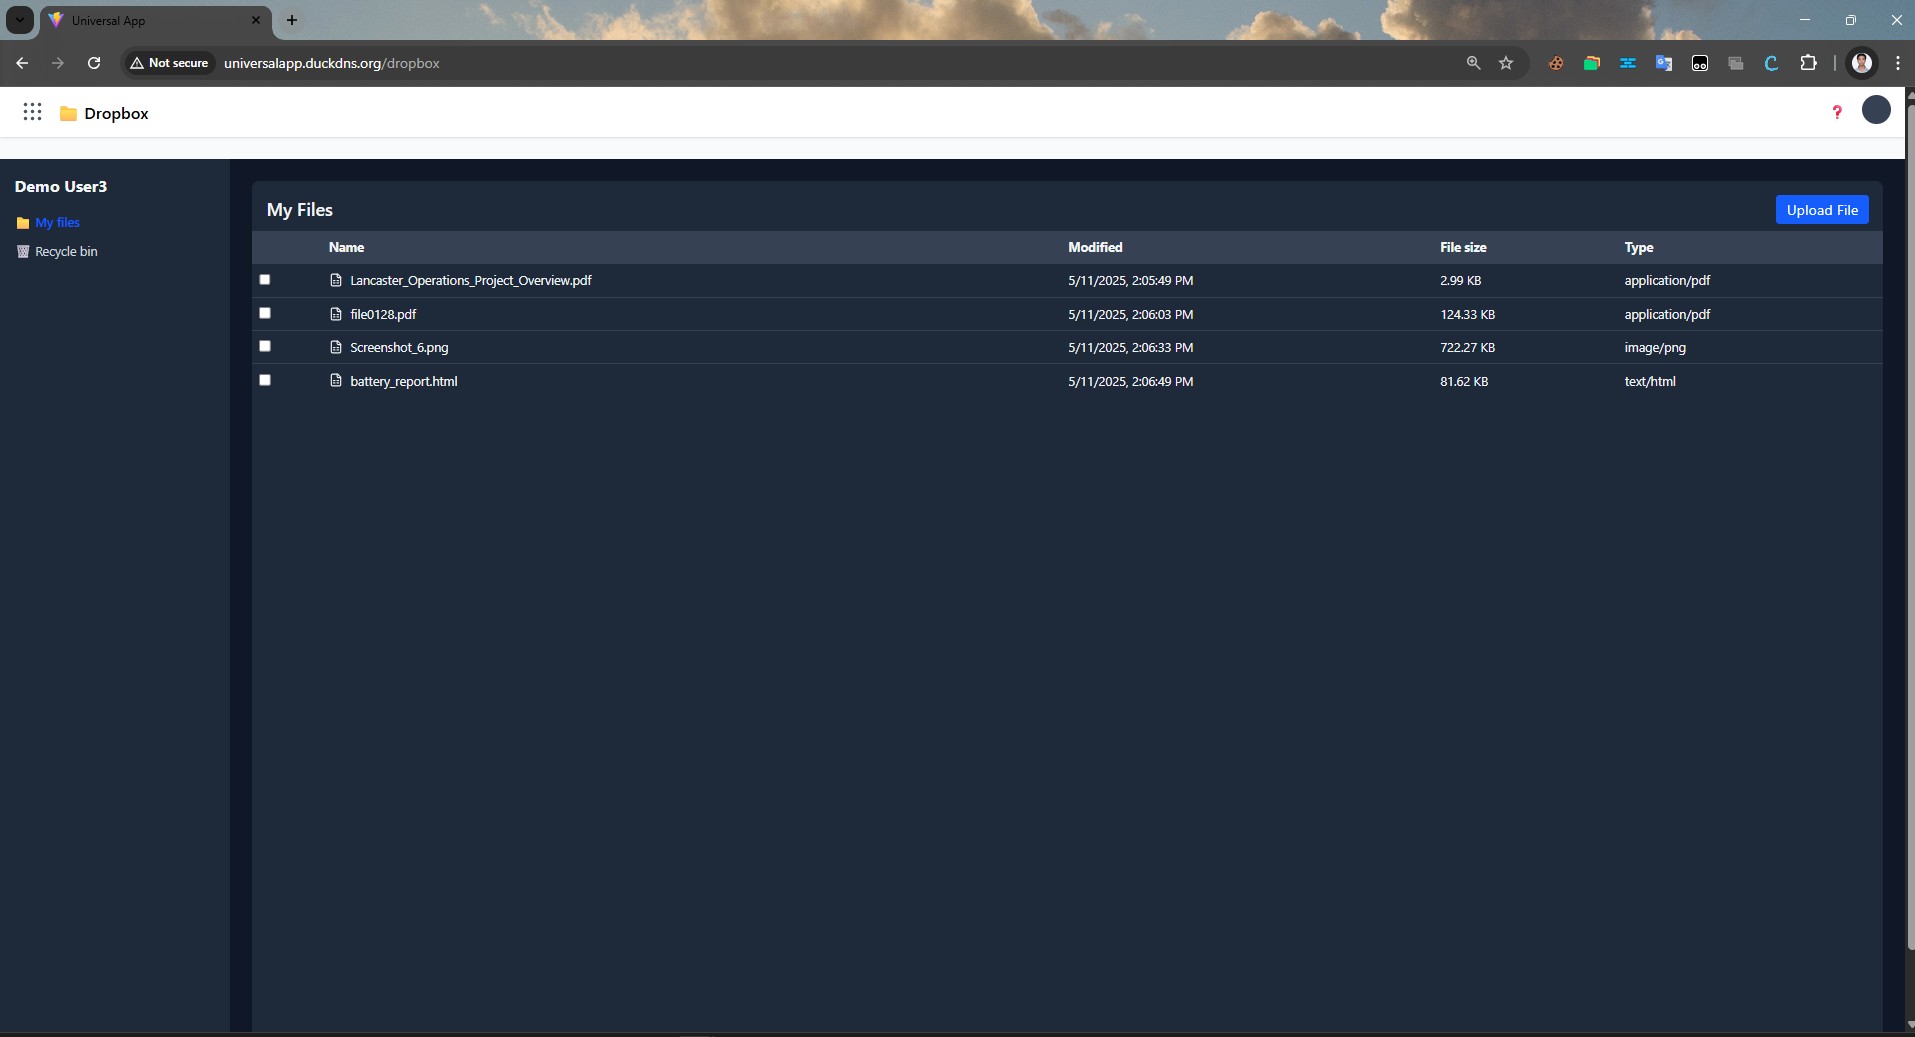 Universal App
Not secure universalapp.duckdns.org/dropbox
Dropbox ?
Demo User3
My files
Recycle bin
My Files Upload File
Name Modified File size Type
Lancaster_Operations_Project_Overview.pdf 5/11/2025, 2:05:49 PM 2.99 KB application/pdf
file0128.pdf 5/11/2025, 2:06:03 PM 124.33 KB application/pdf
Screenshot_6.png 5/11/2025, 2:06:33 PM 722.27 KB image/png
battery_report.html 5/11/2025, 2:06:49 PM 81.62 KB text/html